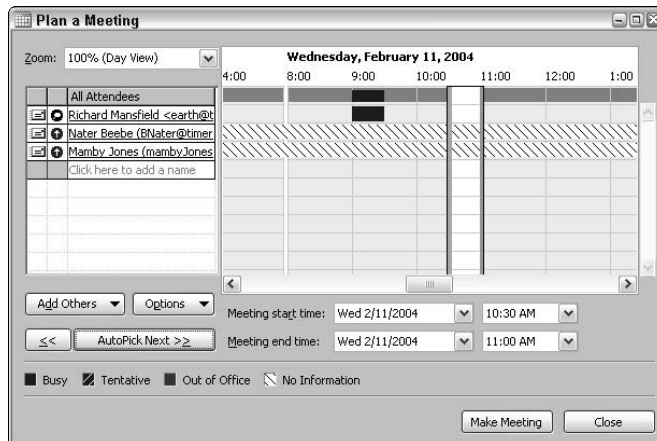 Plan a Meeting
Zoom: 100% (Day View)
Wednesday, February 11, 2004
4:00 8:00 9:00 10:00 11:00 12:00 1:00
All Attendees
Richard Mansfield <earth@t
Nater Beebe (BNater@timer
Mamby Jones (mambyJones
Click here to add a name
Add Others Options
<< AutoPick Next >>
Meeting start time: Wed 2/11/2004 10:30 AM
Meeting end time: Wed 2/11/2004 11:00 AM
Busy Tentative Out of Office No Information
Make Meeting Close